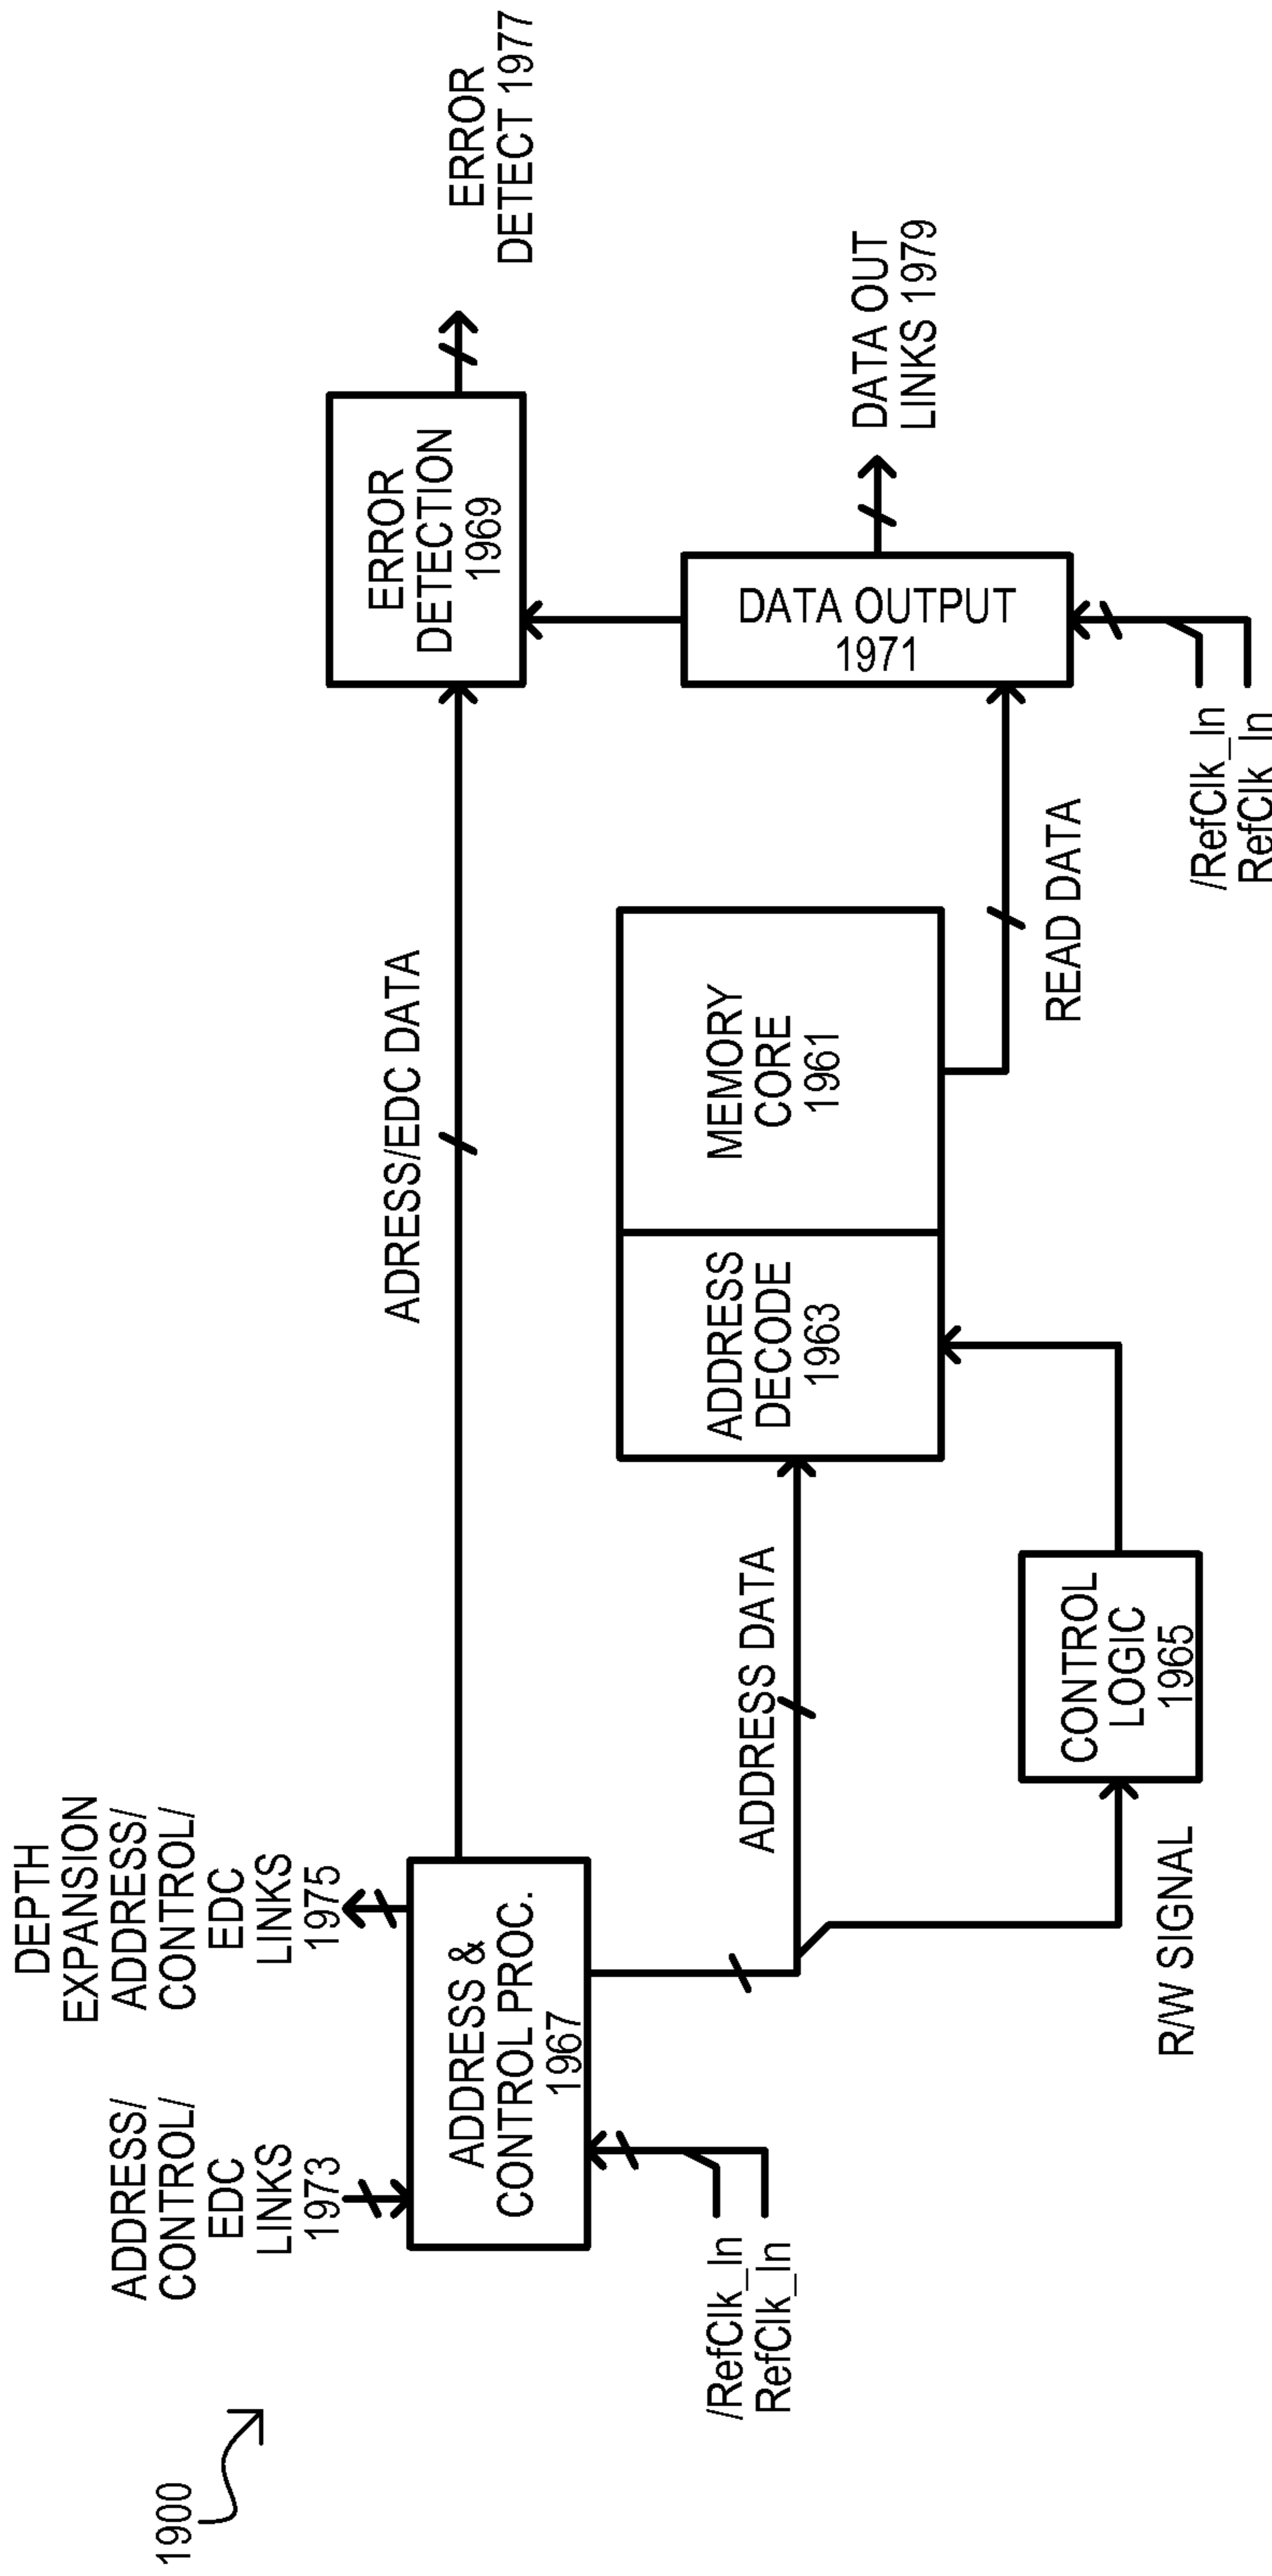 1900
ADDRESS/
CONTROL/
EDC
LINKS
1973
DEPTH
EXPANSION
ADDRESS/
CONTROL/
EDC
LINKS
1975
ADDRESS &
CONTROL PROC.
1967
/RefClk_In
RefClk_In
ADRESS/EDC DATA
ERROR
DETECTION
1969
ERROR
DETECT 1977
ADDRESS DATA
ADDRESS
DECODE
1963
MEMORY
CORE
1961
R/W SIGNAL
CONTROL
LOGIC
1965
READ DATA
DATA OUTPUT
1971
DATA OUT
LINKS 1979
/RefClk_In
RefClk_In